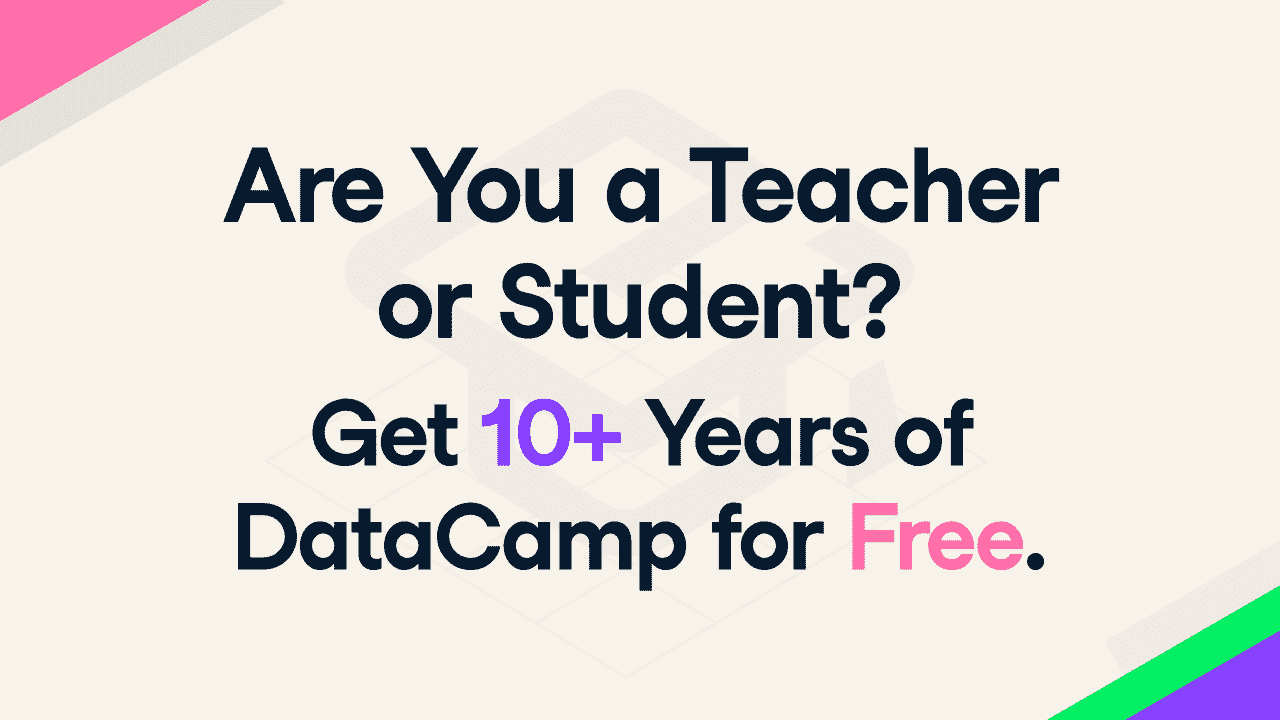 Are You a Teacher
or Student?
Get 10+ Years of
DataCamp for Free.